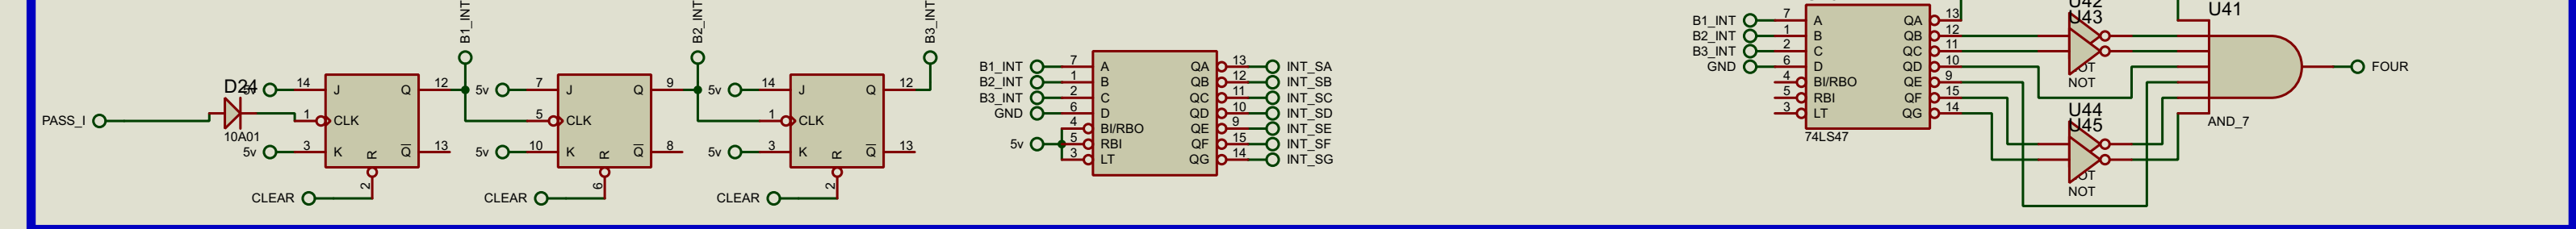 B1_INT
B2_INT
B3_INT
PASS_I
D24
10A01
5v
14
J
Q
12
1
CLK
5v
3
K
R
Q
13
2
CLEAR
5v
7
J
Q
9
5
CLK
5v
10
K
R
Q
8
6
CLEAR
5v
14
J
Q
12
1
CLK
5v
3
K
R
Q
13
2
CLEAR
B1_INT 7 A QA 13 INT_SA
B2_INT 1 B QB 12 INT_SB
B3_INT 2 C QC 11 INT_SC
GND 6 D QD 10 INT_SD
4 BI/RBO QE 9 INT_SE
5v 5 RBI QF 15 INT_SF
3 LT QG 14 INT_SG
B1_INT 7 A QA 13
B2_INT 1 B QB 12
B3_INT 2 C QC 11
GND 6 D QD 10
4 BI/RBO QE 9
5 RBI QF 15
3 LT QG 14
74LS47
U42
U43
NOT
NOT
U44
U45
NOT
NOT
U41
AND_7
FOUR